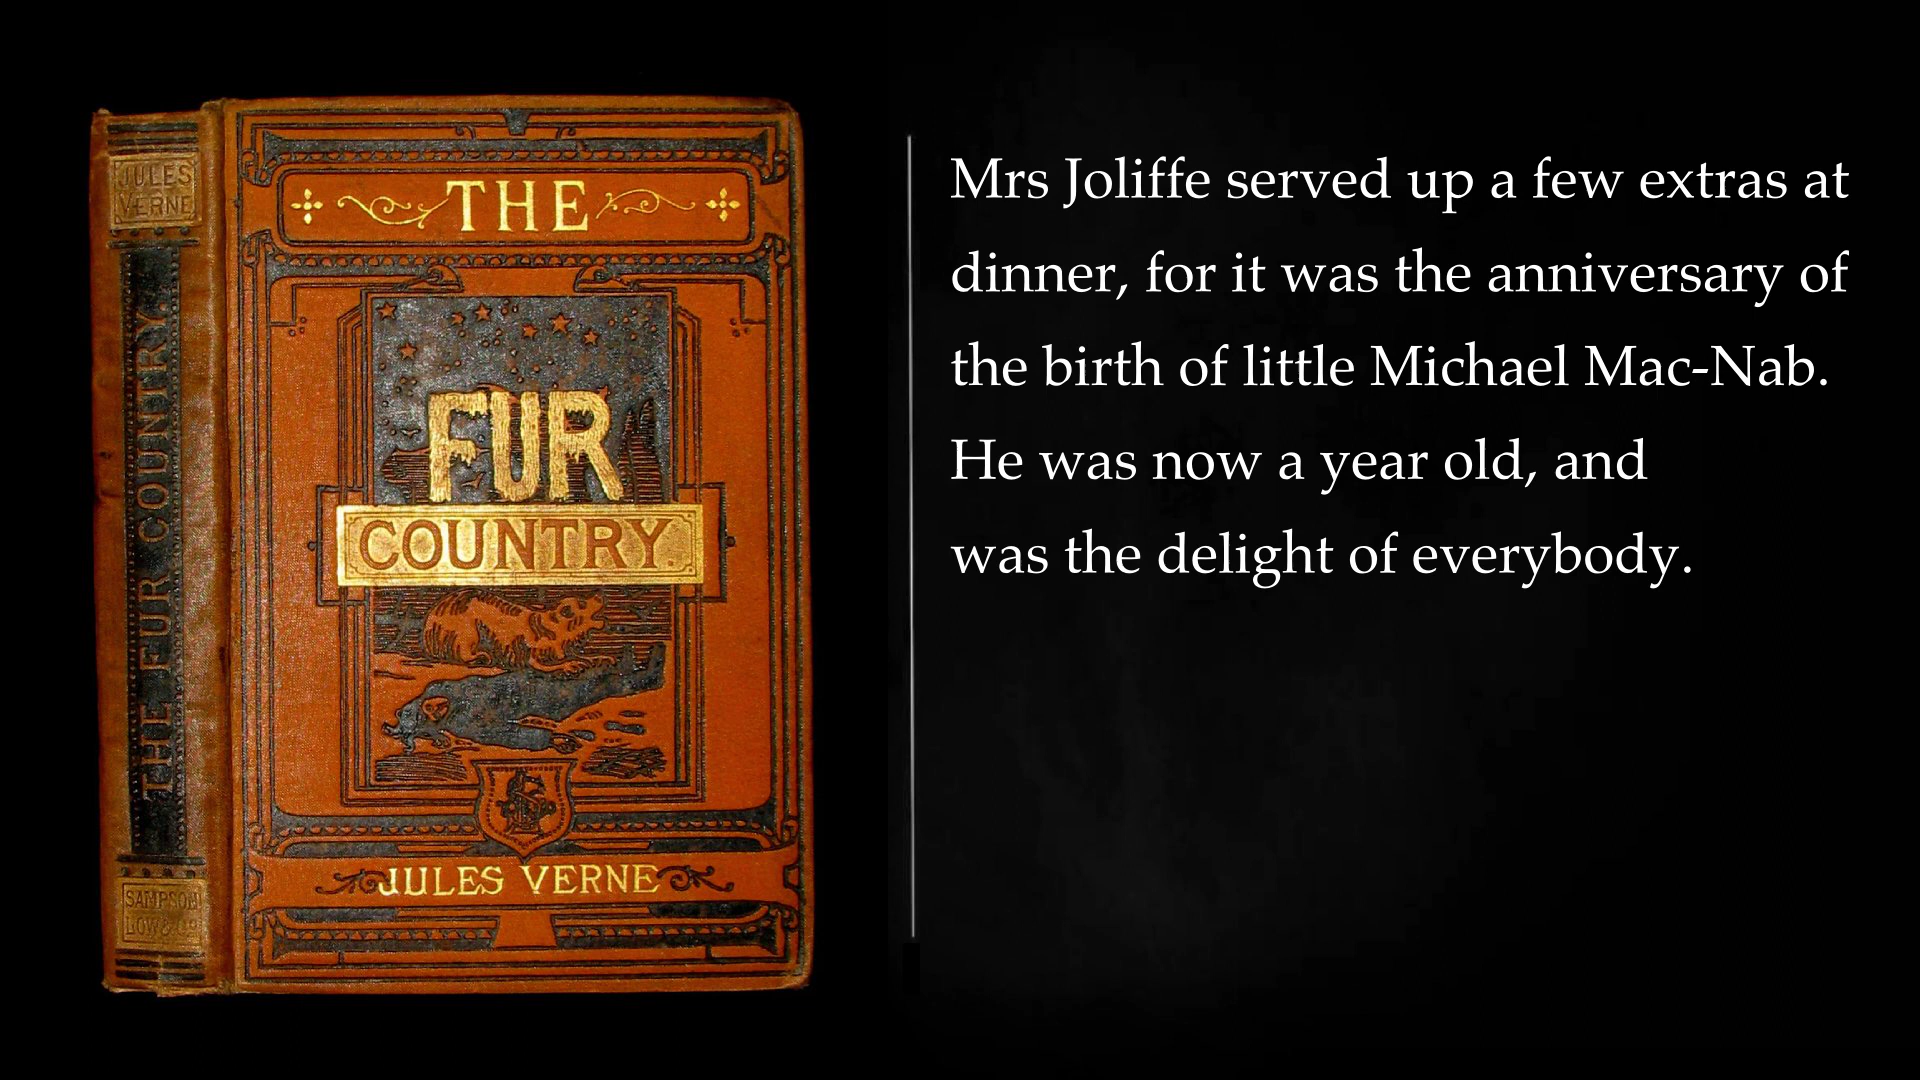 JULES
VERNE
THE FUR COUNTRY.
SAMPSON
LOW & Co
THE
FUR
COUNTRY.
JULES VERNE
Mrs Joliffe served up a few extras at
dinner, for it was the anniversary of
the birth of little Michael Mac-Nab.
He was now a year old, and
was the delight of everybody.